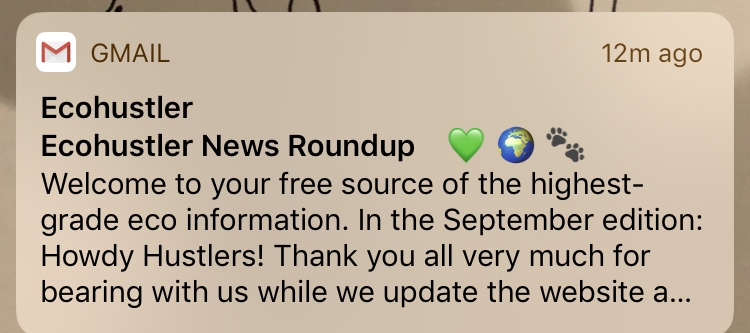 GMAIL 12m ago
Ecohustler
Ecohustler News Roundup 💚 🌍 🐾
Welcome to your free source of the highest-
grade eco information. In the September edition:
Howdy Hustlers! Thank you all very much for
bearing with us while we update the website a...